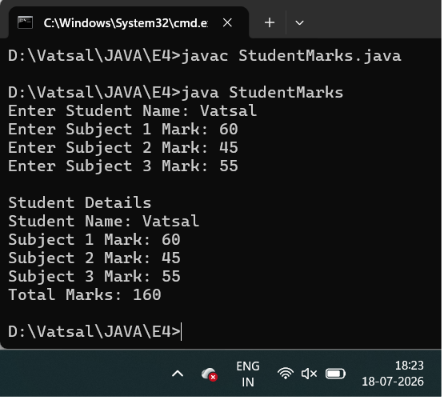 C:\Windows\System32\cmd.e
D:\Vatsal\JAVA\E4>javac StudentMarks.java
D:\Vatsal\JAVA\E4>java StudentMarks
Enter Student Name: Vatsal
Enter Subject 1 Mark: 60
Enter Subject 2 Mark: 45
Enter Subject 3 Mark: 55
Student Details
Student Name: Vatsal
Subject 1 Mark: 60
Subject 2 Mark: 45
Subject 3 Mark: 55
Total Marks: 160
D:\Vatsal\JAVA\E4>
ENG
IN
18:23
18-07-2026